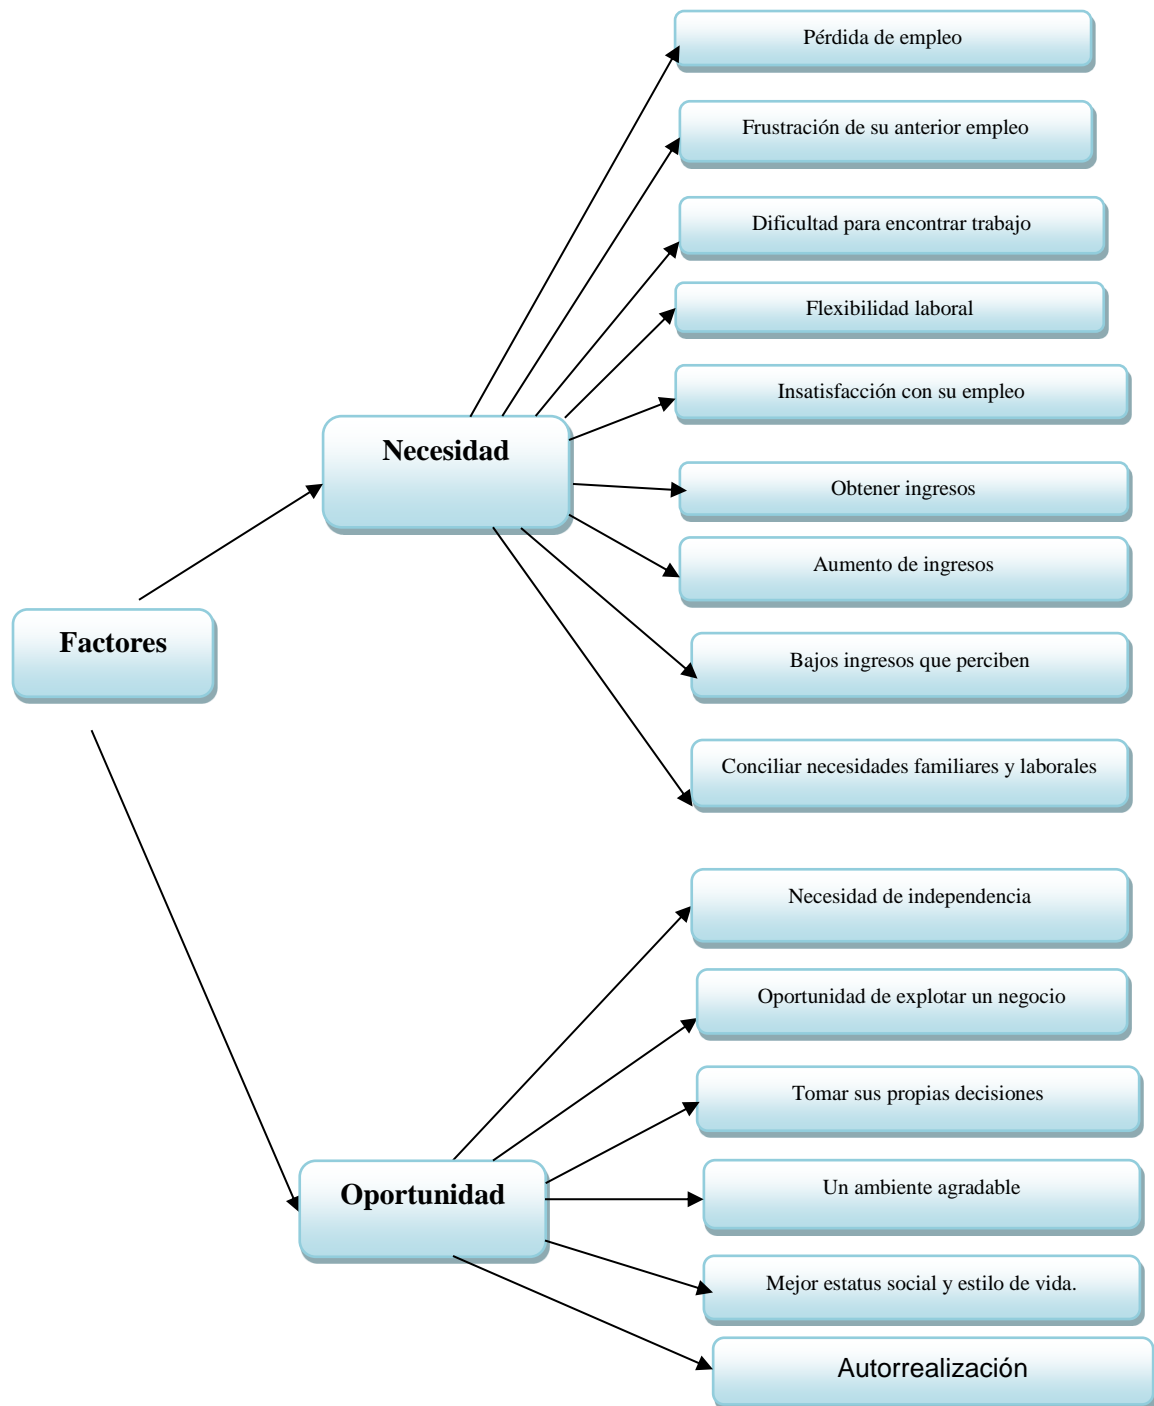 Pérdida de empleo
Frustración de su anterior empleo
Dificultad para encontrar trabajo
Flexibilidad laboral
Insatisfacción con su empleo
Necesidad
Obtener ingresos
Aumento de ingresos
Factores
Bajos ingresos que perciben
Conciliar necesidades familiares y laborales
Necesidad de independencia
Oportunidad de explotar un negocio
Tomar sus propias decisiones
Oportunidad
Un ambiente agradable
Mejor estatus social y estilo de vida.
Autorrealización